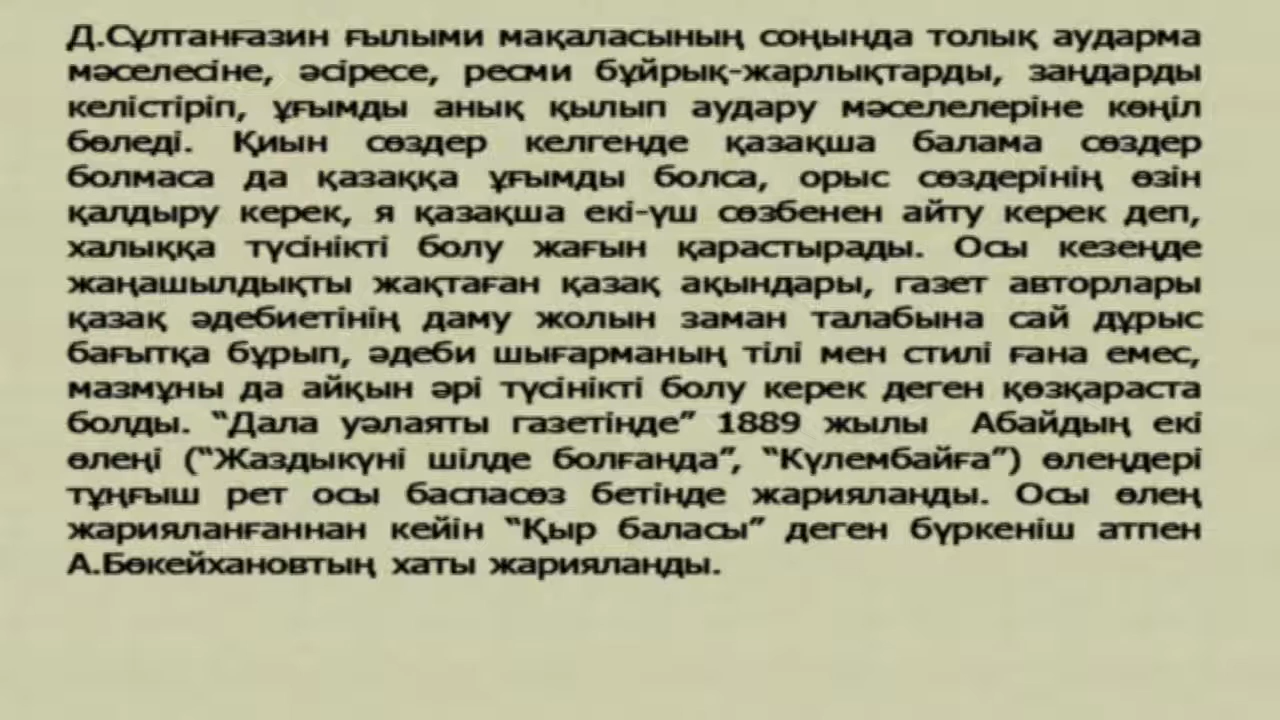 Д.Сұлтанғазин ғылыми мақаласының соңында толық аударма
мәселесіне, әсіресе, ресми бұйрық-жарлықтарды, заңдарды
келістіріп, ұғымды анық қылып аудару мәселелеріне көңіл
бөледі. Қиын сөздер келгенде қазақша балама сөздер
болмаса да қазаққа ұғымды болса, орыс сөздерінің өзін
қалдыру керек, я қазақша екі-үш сөзбенен айту керек деп,
халыққа түсінікті болу жағын қарастырады. Осы кезеңде
жаңашылдықты жақтаған қазақ ақындары, газет авторлары
қазақ әдебиетінің даму жолын заман талабына сай дұрыс
бағытқа бұрып, әдеби шығарманың тілі мен стилі ғана емес,
мазмұны да айқын әрі түсінікті болу керек деген көзқараста
болды. “Дала уәлаяты газетінде” 1889 жылы Абайдың екі
өлеңі (“Жаздыкүні шілде болғанда”, “Күлембайға”) өлеңдері
тұңғыш рет осы баспасөз бетінде жарияланды. Осы өлең
жарияланғаннан кейін “Қыр баласы” деген бүркеніш атпен
А.Бөкейхановтың хаты жарияланды.